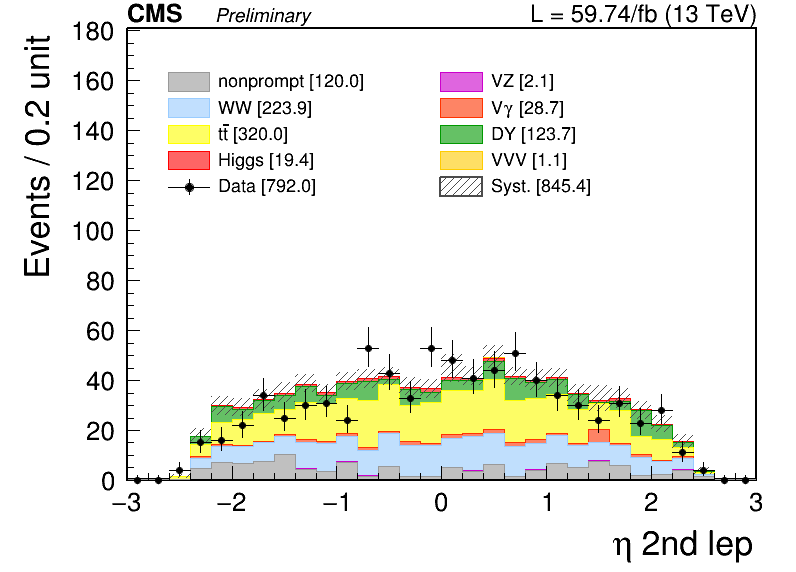 CMS Preliminary L = 59.74/fb (13 TeV)
Events / 0.2 unit
180
160
140
120
100
80
60
40
20
0
nonprompt [120.0] VZ [2.1]
WW [223.9] Vγ [28.7]
tt̄ [320.0] DY [123.7]
Higgs [19.4] VVV [1.1]
Data [792.0] Syst. [845.4]
−3 −2 −1 0 1 2 3
η 2nd lep